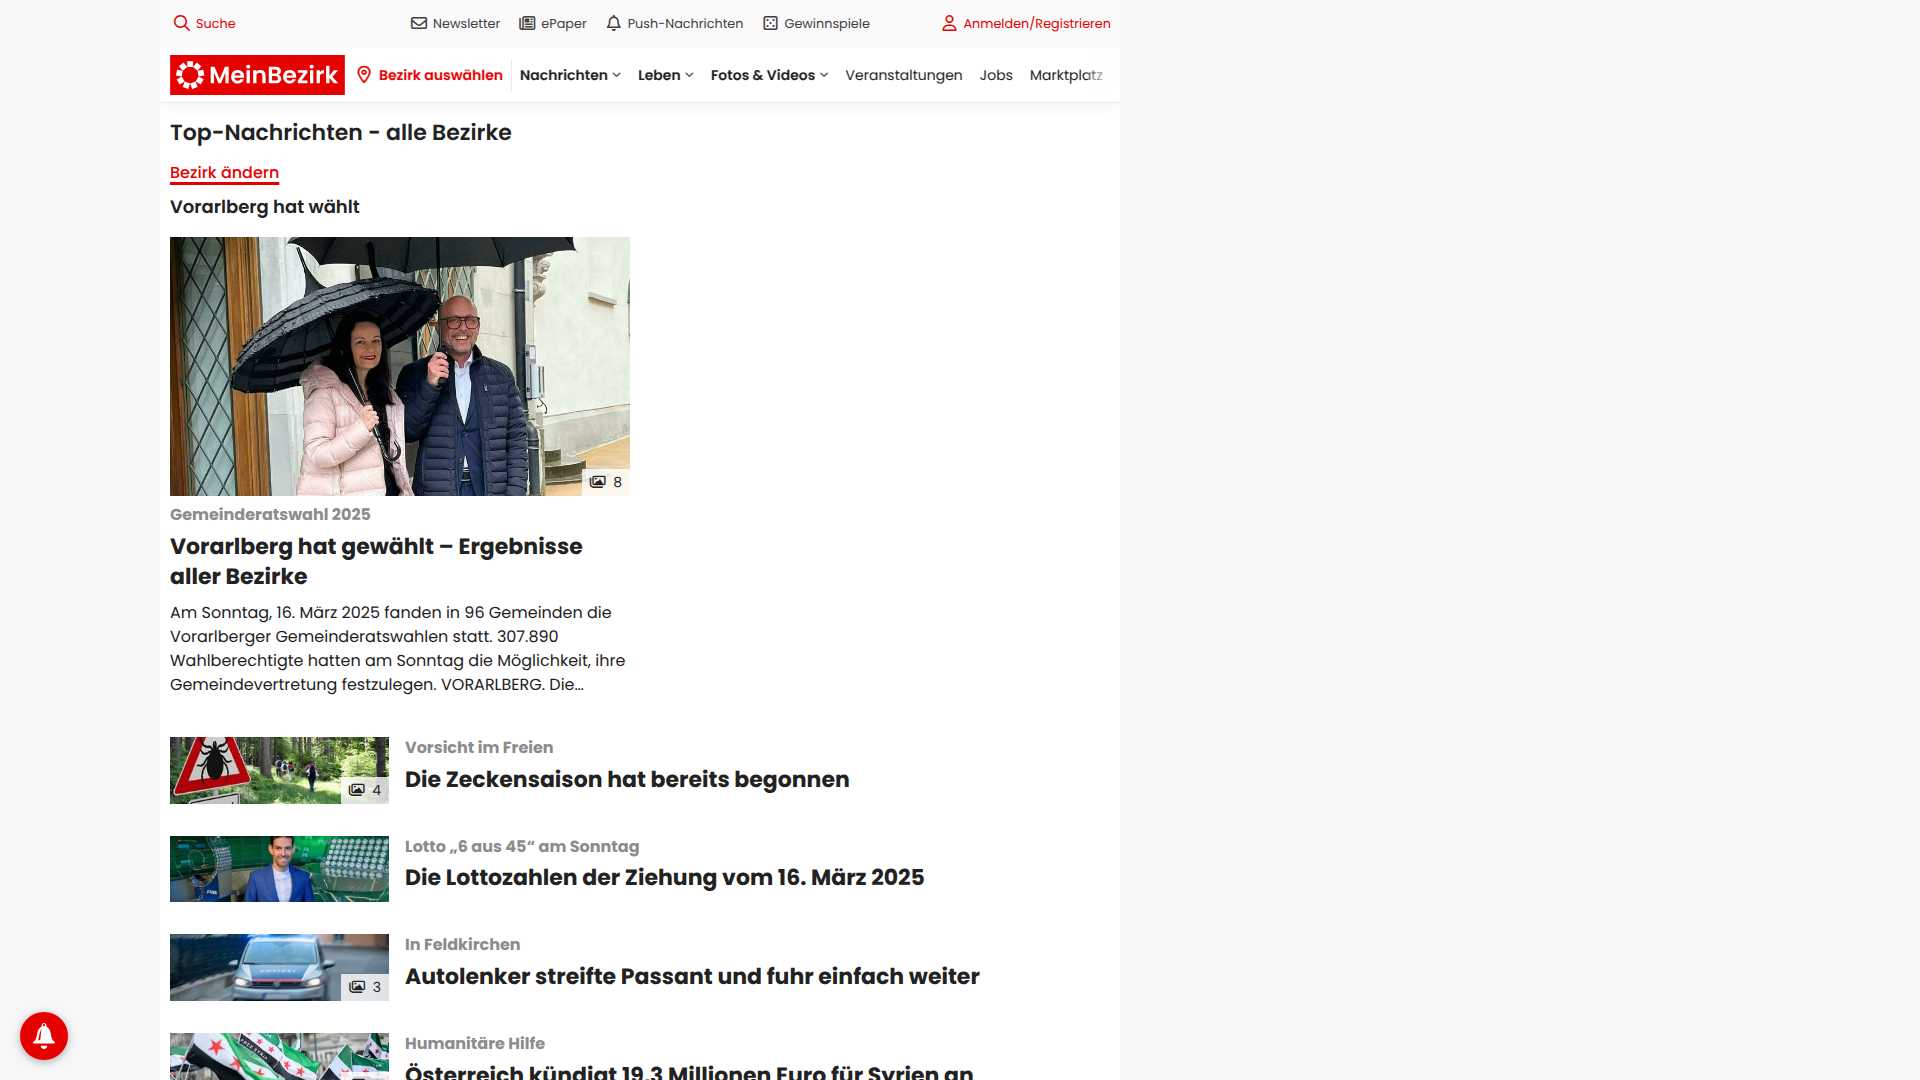 Suche
Newsletter
ePaper
Push-Nachrichten
Gewinnspiele
Anmelden/Registrieren
MeinBezirk
Bezirk auswählen
Nachrichten
Leben
Fotos & Videos
Veranstaltungen
Jobs
Marktplatz
Top-Nachrichten - alle Bezirke
Bezirk ändern
Vorarlberg hat wählt
8
Gemeinderatswahl 2025
Vorarlberg hat gewählt – Ergebnisse
aller Bezirke
Am Sonntag, 16. März 2025 fanden in 96 Gemeinden die
Vorarlberger Gemeinderatswahlen statt. 307.890
Wahlberechtigte hatten am Sonntag die Möglichkeit, ihre
Gemeindevertretung festzulegen. VORARLBERG. Die...
4
Vorsicht im Freien
Die Zeckensaison hat bereits begonnen
Lotto „6 aus 45“ am Sonntag
Die Lottozahlen der Ziehung vom 16. März 2025
3
In Feldkirchen
Autolenker streifte Passant und fuhr einfach weiter
Humanitäre Hilfe
Österreich kündigt 19,3 Millionen Euro für Syrien an